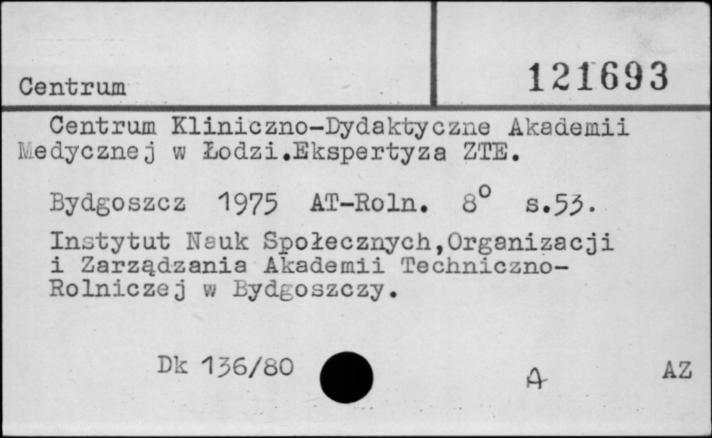 Centrum
121693
Centrum Kliniczno-Dydaktyczne Akademii
Medycznej w Łodzi.Ekspertyza ZTE.
Bydgoszcz 1975 AT-Roln. 8° s.53.
Instytut Nauk Społecznych,Organizacji
i Zarządzania Akademii Techniczno-
Rolniczej w Bydgoszczy.
Dk 136/80
A
AZ